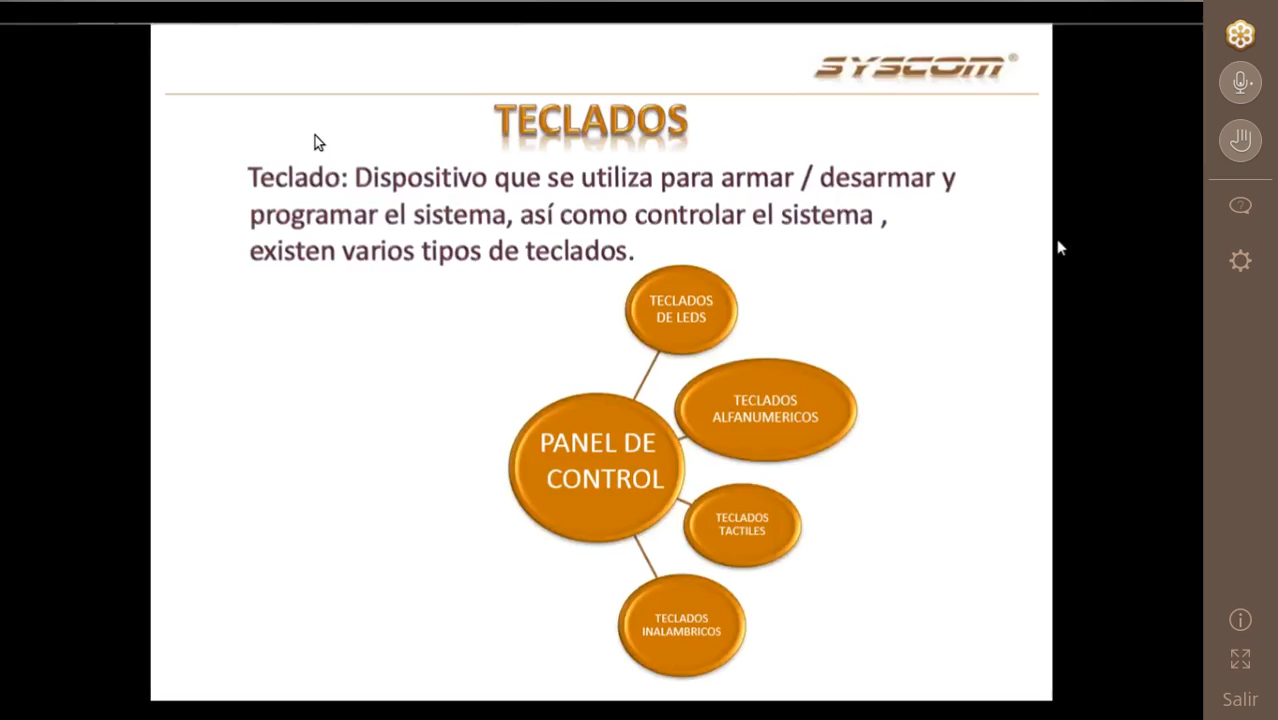 SYSCOM®
TECLADOS
Teclado: Dispositivo que se utiliza para armar / desarmar y
programar el sistema, así como controlar el sistema ,
existen varios tipos de teclados.
TECLADOS
DE LEDS
TECLADOS
ALFANUMERICOS
PANEL DE
CONTROL
TECLADOS
TACTILES
TECLADOS
INALAMBRICOS
Salir